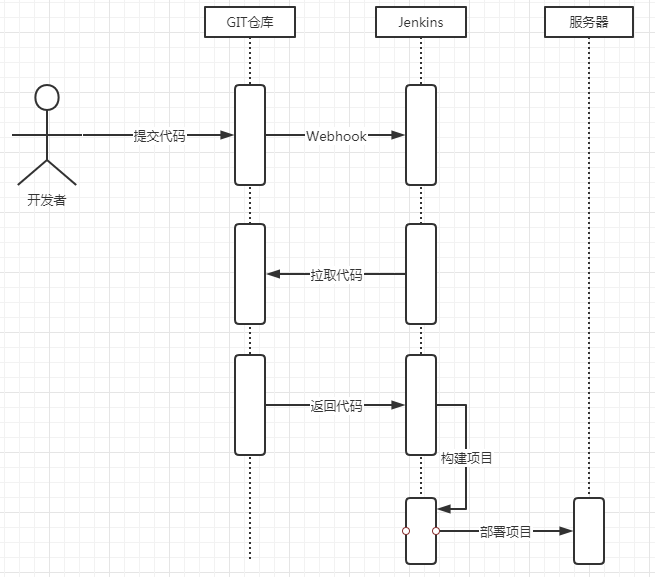 GIT仓库
Jenkins
服务器
提交代码
Webhook
开发者
拉取代码
返回代码
构建项目
部署项目